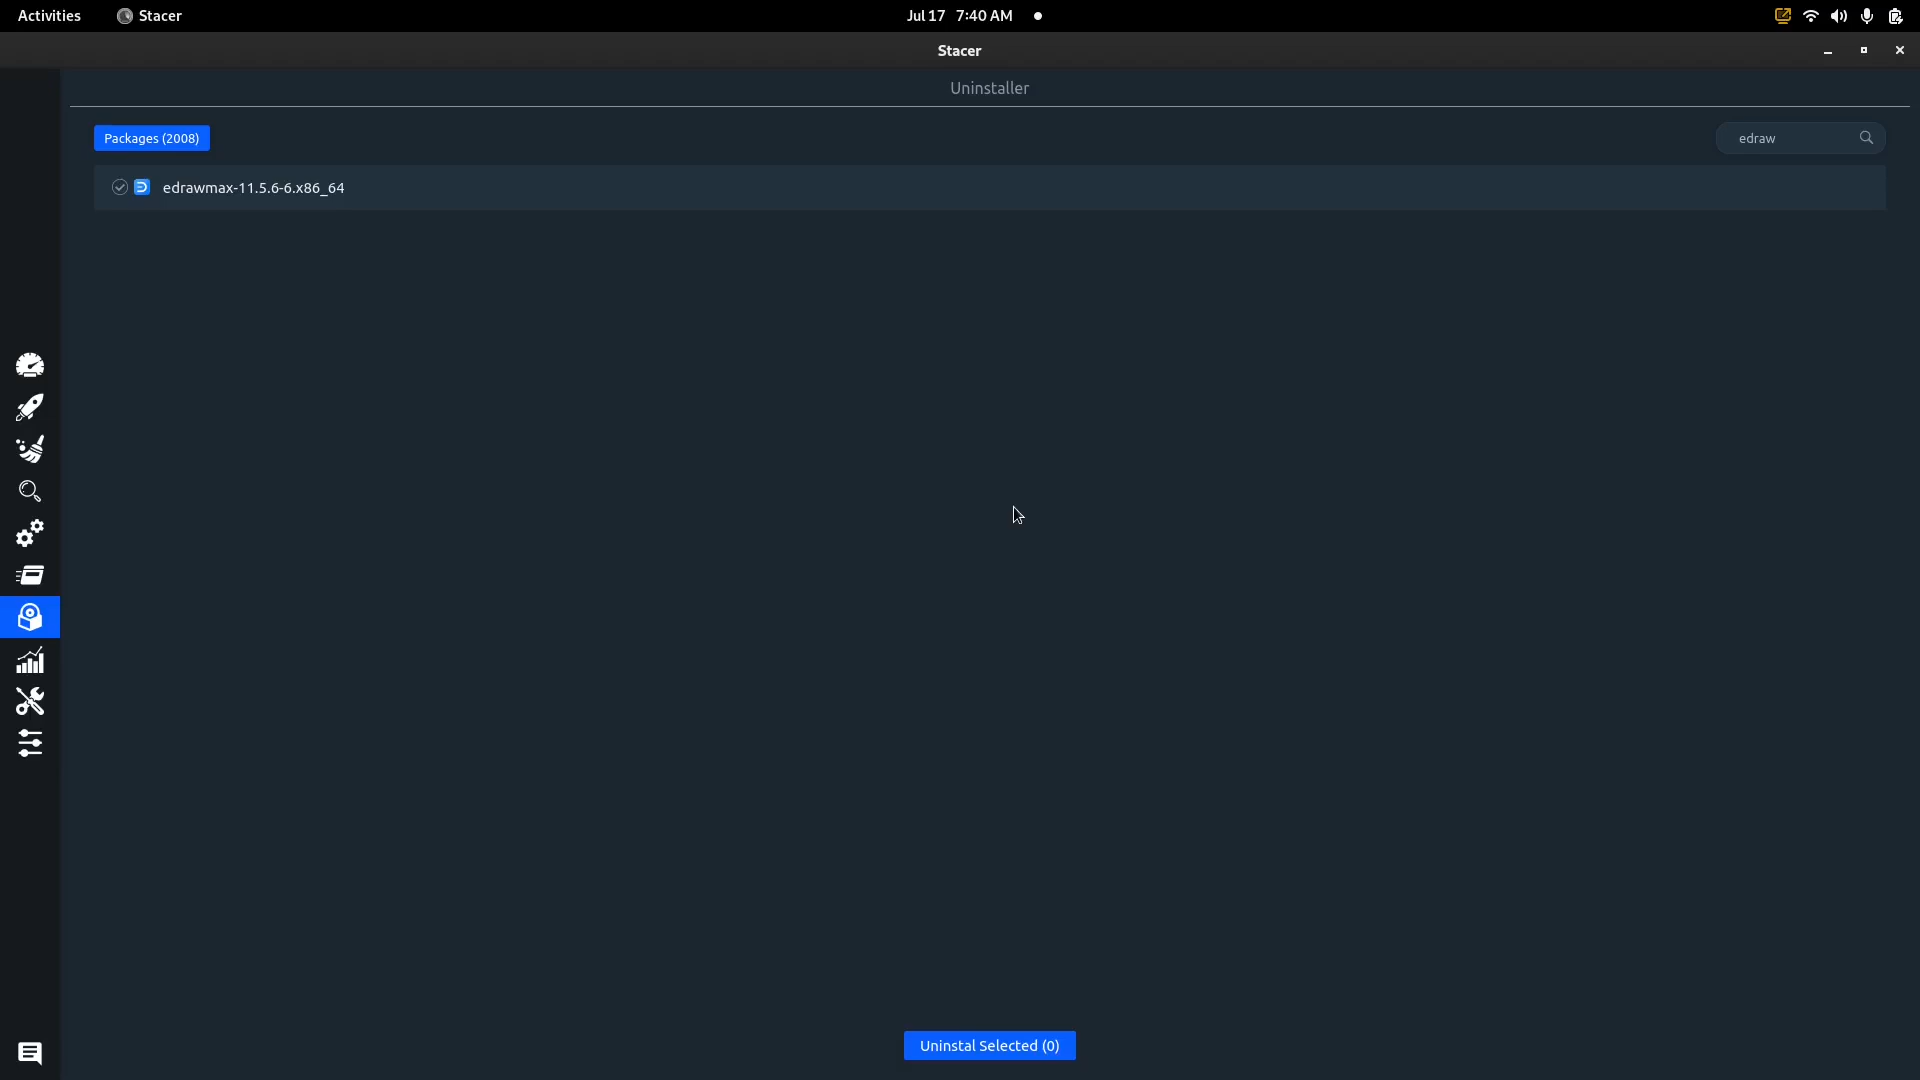 Activities
Stacer
Jul 17 7:40 AM
Stacer
Uninstaller
Packages (2008)
edraw
edrawmax-11.5.6-6.x86_64
Uninstal Selected (0)